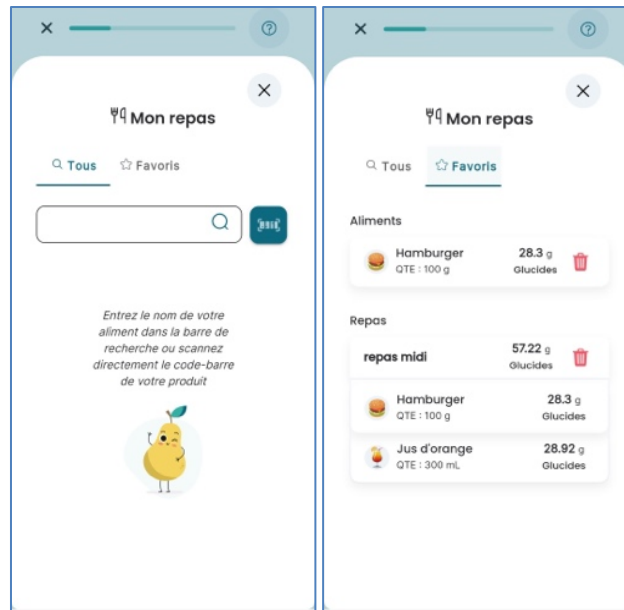 Mon repas
Tous
Favoris
Entrez le nom de votre
aliment dans la barre de
recherche ou scannez
directement le code-barre
de votre produit
Mon repas
Tous
Favoris
Aliments
Hamburger 28.3 g
QTE : 100 g Glucides
Repas
repas midi 57.22 g
Glucides
Hamburger 28.3 g
QTE : 100 g Glucides
Jus d'orange 28.92 g
QTE : 300 mL Glucides